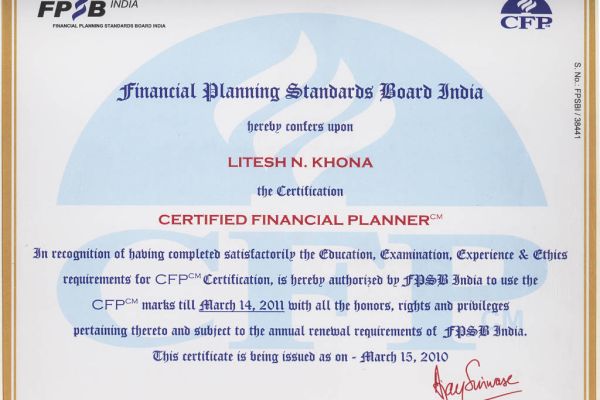 FPSB INDIA
FINANCIAL PLANNING STANDARDS BOARD INDIA
CFP™
S. No.: FPSBI / 38441
Financial Planning Standards Board India
hereby confers upon
LITESH N. KHONA
the Certification
CERTIFIED FINANCIAL PLANNER℠
In recognition of having completed satisfactorily the Education, Examination, Experience & Ethics
requirements for CFPᶜᴹ Certification, is hereby authorized by FPSB India to use the
CFPᶜᴹ marks till March 14, 2011 with all the honors, rights and privileges
pertaining thereto and subject to the annual renewal requirements of FPSB India.
This certificate is being issued as on - March 15, 2010
CFP CM